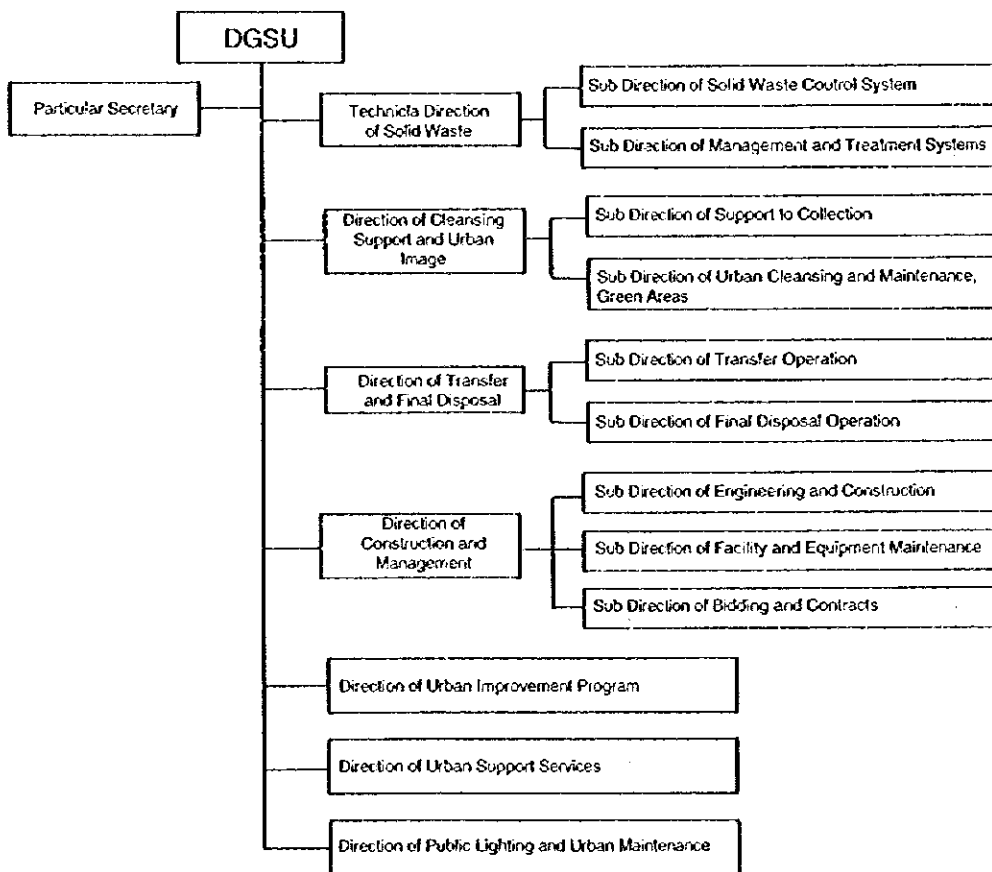 DGSU
Particular Secretary
Technicla Direction
of Solid Waste
Sub Direction of Solid Waste Coutrol System
Sub Direction of Management and Treatment Systems
Direction of Cleansing
Support and Urban
Image
Sub Direction of Support to Collection
Sub Direction of Urban Cleansing and Maintenance,
Green Areas
Direction of Transfer
and Final Disposal
Sub Direction of Transfer Operation
Sub Direction of Final Disposal Operation
Direction of
Construction and
Management
Sub Direction of Engineering and Construction
Sub Direction of Facility and Equipment Maintenance
Sub Direction of Bidding and Contracts
Direction of Urban Improvement Program
Direction of Urban Support Services
Direction of Public Lighting and Urban Maintenance